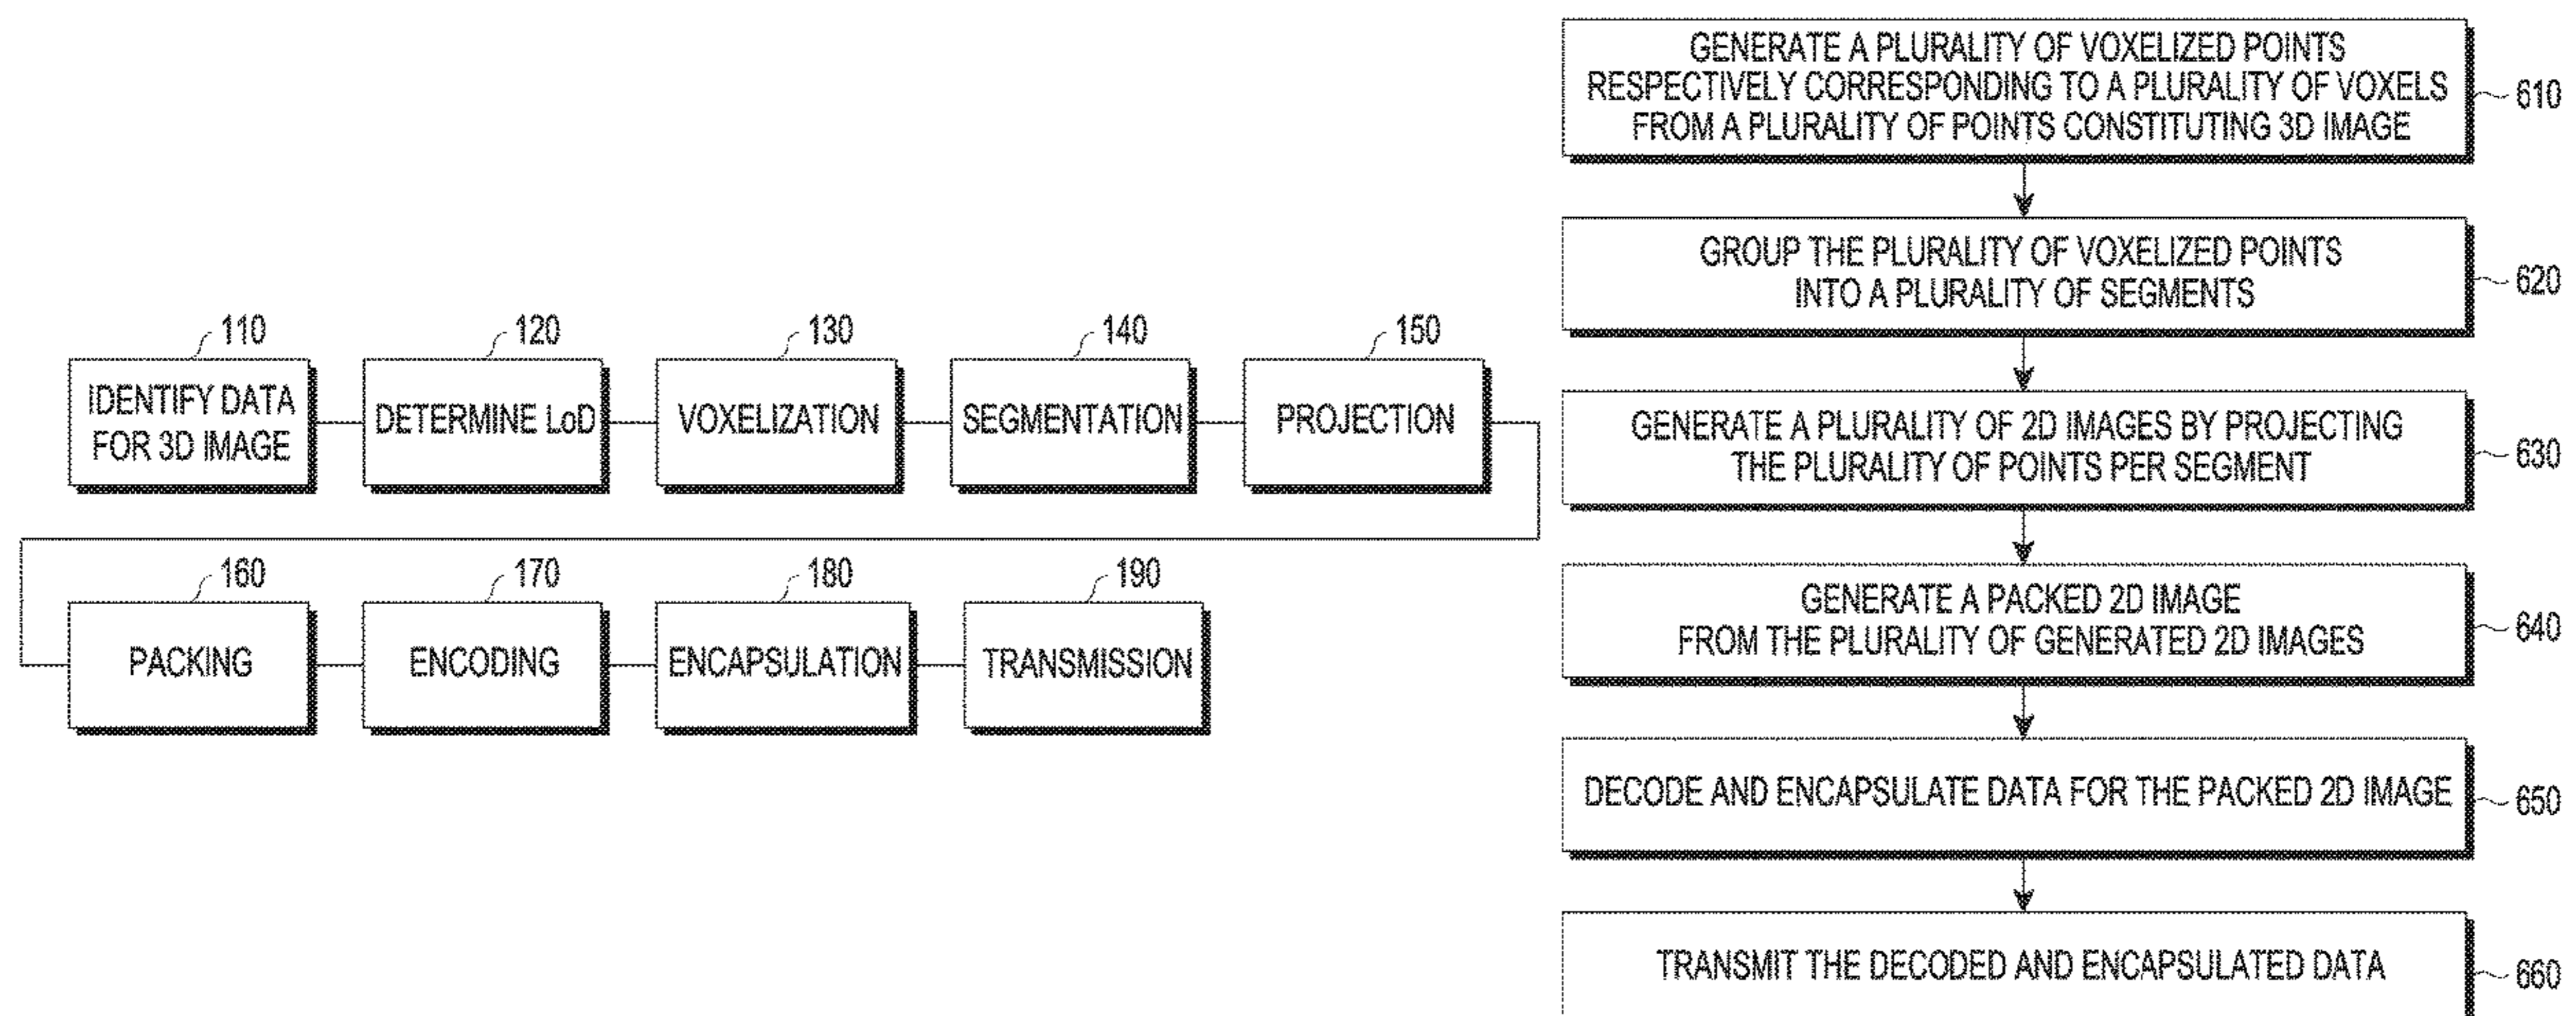 110
IDENTIFY DATA
FOR 3D IMAGE
120
DETERMINE LoD
130
VOXELIZATION
140
SEGMENTATION
150
PROJECTION
160
PACKING
170
ENCODING
180
ENCAPSULATION
190
TRANSMISSION
GENERATE A PLURALITY OF VOXELIZED POINTS
RESPECTIVELY CORRESPONDING TO A PLURALITY OF VOXELS
FROM A PLURALITY OF POINTS CONSTITUTING 3D IMAGE
610
GROUP THE PLURALITY OF VOXELIZED POINTS
INTO A PLURALITY OF SEGMENTS
620
GENERATE A PLURALITY OF 2D IMAGES BY PROJECTING
THE PLURALITY OF POINTS PER SEGMENT
630
GENERATE A PACKED 2D IMAGE
FROM THE PLURALITY OF GENERATED 2D IMAGES
640
DECODE AND ENCAPSULATE DATA FOR THE PACKED 2D IMAGE
650
TRANSMIT THE DECODED AND ENCAPSULATED DATA
660